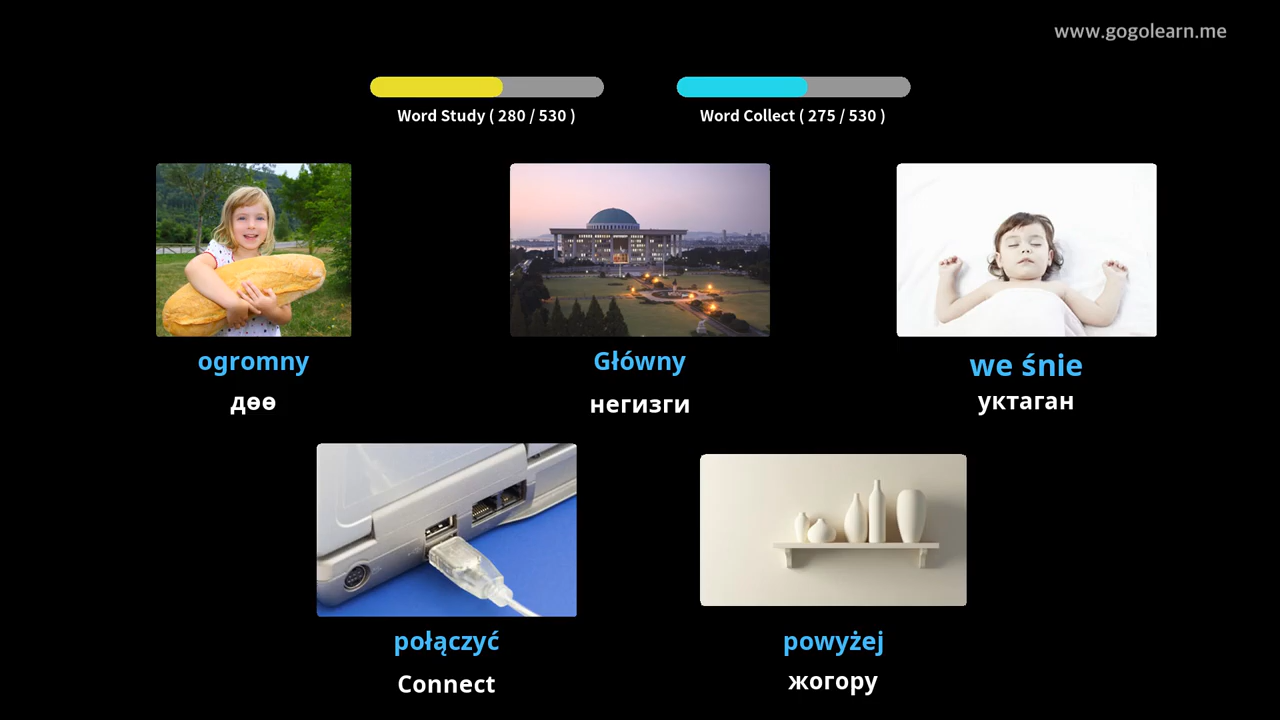 www.gogolearn.me
Word Study ( 280 / 530 )
Word Collect ( 275 / 530 )
ogromny
дөө
Główny
негизги
we śnie
уктаган
połączyć
Connect
powyżej
жогору